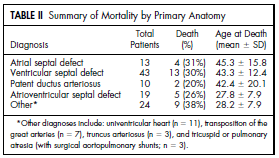 TABLE II Summary of Mortality by Primary Anatomy
Diagnosis Total Patients Death (%) Age at Death (mean ± SD)
Atrial septal defect 13 4 (31%) 45.3 ± 15.8
Ventricular septal defect 43 13 (30%) 43.3 ± 12.4
Patent ductus arteriosus 10 2 (20%) 42.4 ± 20.1
Atrioventricular septal defect 19 5 (26%) 27.8 ± 7.9
Other* 24 9 (38%) 28.2 ± 7.9
*Other diagnoses include: univentricular heart (n = 11), transposition of the
great arteries (n = 7), truncus arteriosus (n = 3), and tricuspid or pulmonary
atresia (with surgical aortopulmonary shunts; n = 3).